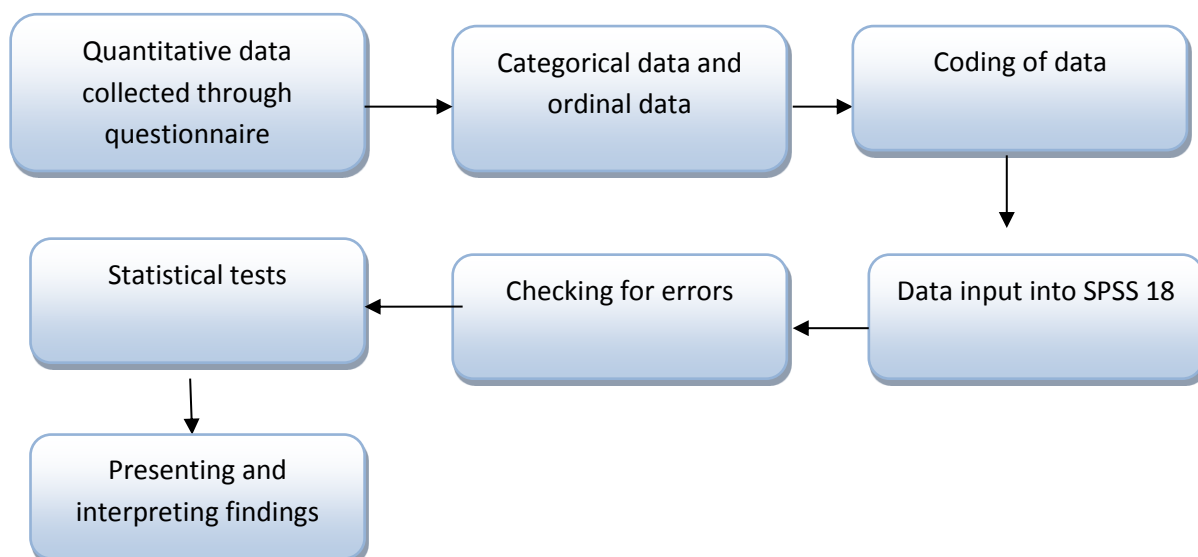 Quantitative data
collected through
questionnaire
Categorical data and
ordinal data
Coding of data
Data input into SPSS 18
Checking for errors
Statistical tests
Presenting and
interpreting findings